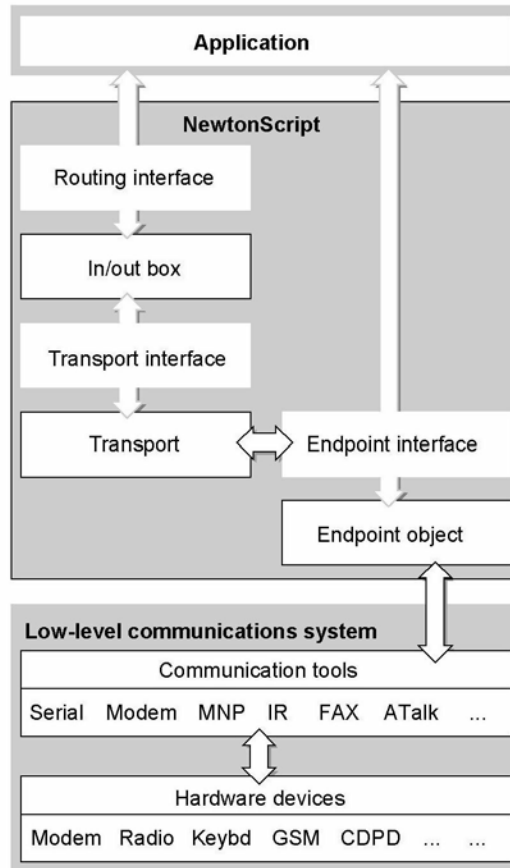 Application
NewtonScript
Routing interface
In/out box
Transport interface
Transport
Endpoint interface
Endpoint object
Low-level communications system
Communication tools
Serial Modem MNP IR FAX ATalk ...
Hardware devices
Modem Radio Keybd GSM CDPD ... ...